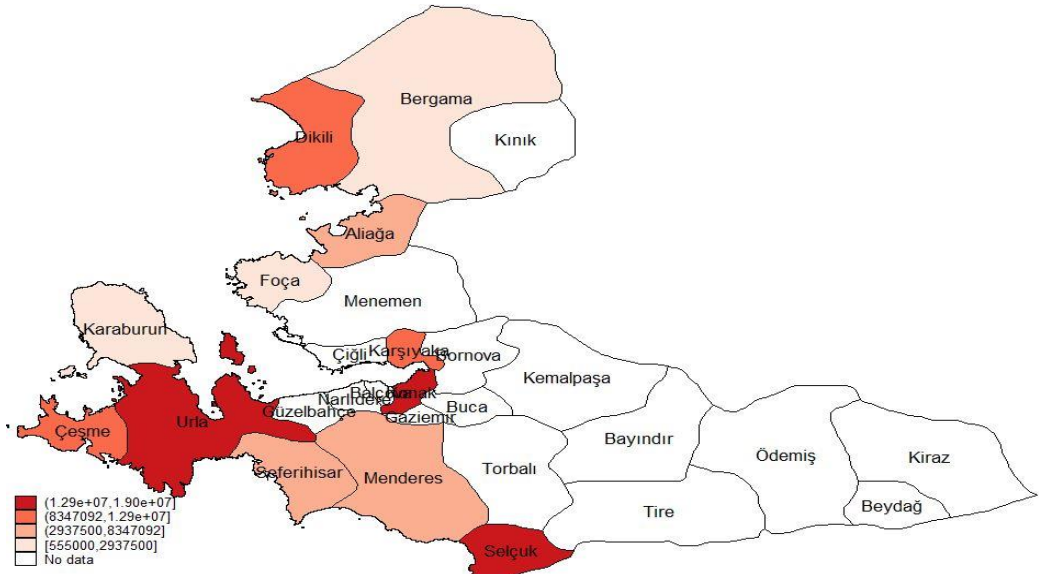 Bergama
Dikili
Kınık
Aliağa
Foça
Menemen
Karaburun
Çiğli
Karşıyaka
Bornova
Kemalpaşa
Narlıdere
Konak
Güzelbahçe
Buca
Gaziemir
Urla
Çeşme
Bayındır
Ödemiş
Kiraz
Seferihisar
Menderes
Torbalı
Tire
Beydağ
Selçuk
(1.29e+07,1.90e+07]
(8347092,1.29e+07]
(2937500,8347092]
[555000,2937500]
No data